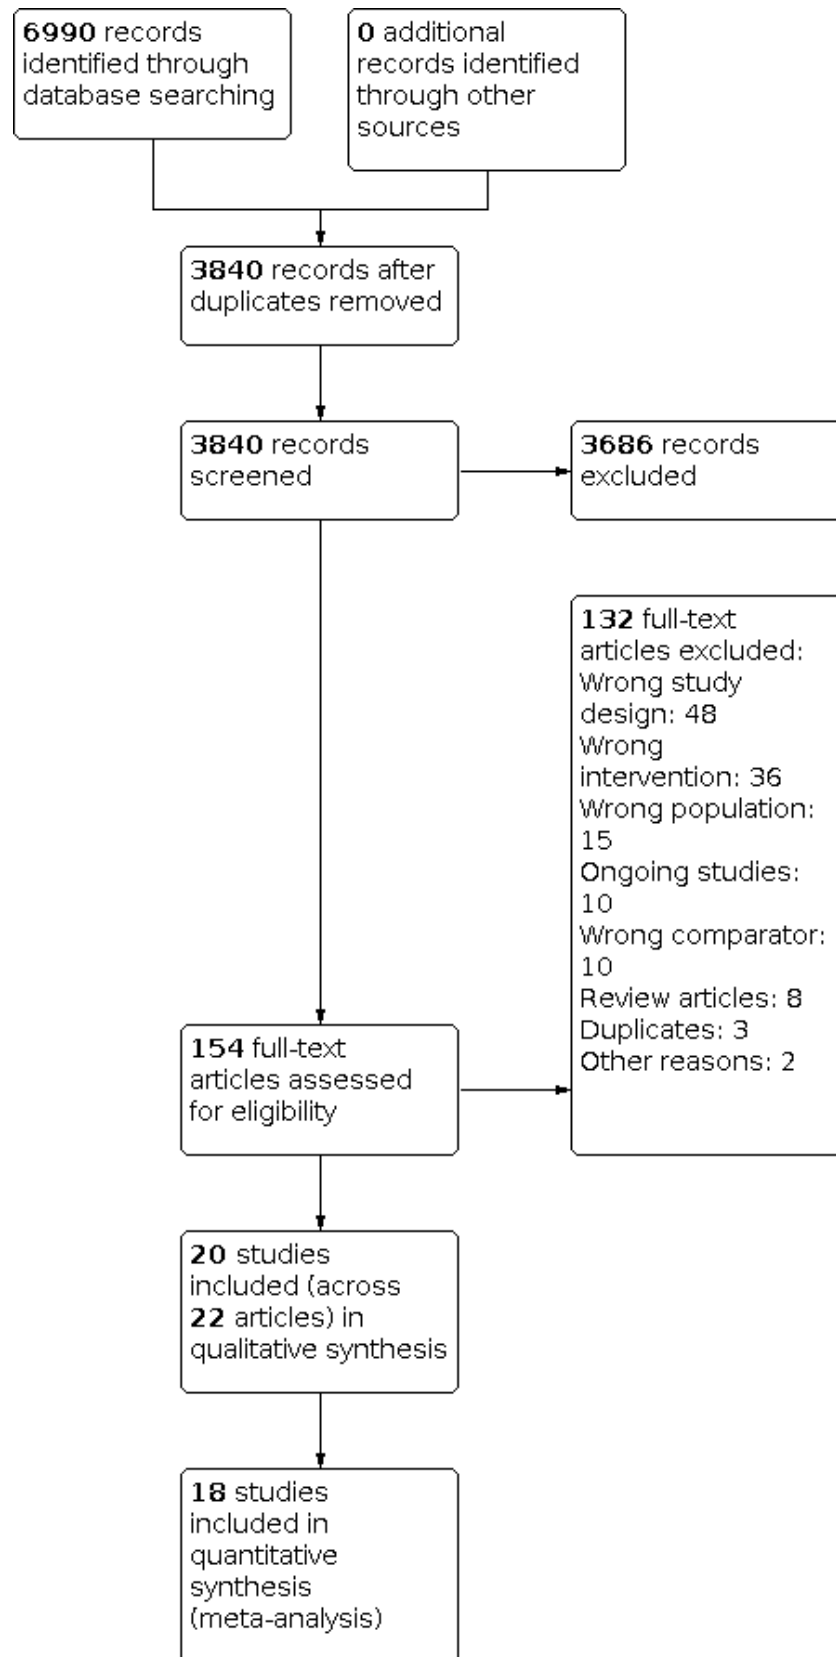 6990 records
identified through
database searching
0 additional
records identified
through other
sources
3840 records after
duplicates removed
3840 records
screened
3686 records
excluded
132 full-text
articles excluded:
Wrong study
design: 48
Wrong
intervention: 36
Wrong population:
15
Ongoing studies:
10
Wrong comparator:
10
Review articles: 8
Duplicates: 3
Other reasons: 2
154 full-text
articles assessed
for eligibility
20 studies
included (across
22 articles) in
qualitative synthesis
18 studies
included in
quantitative
synthesis
(meta-analysis)